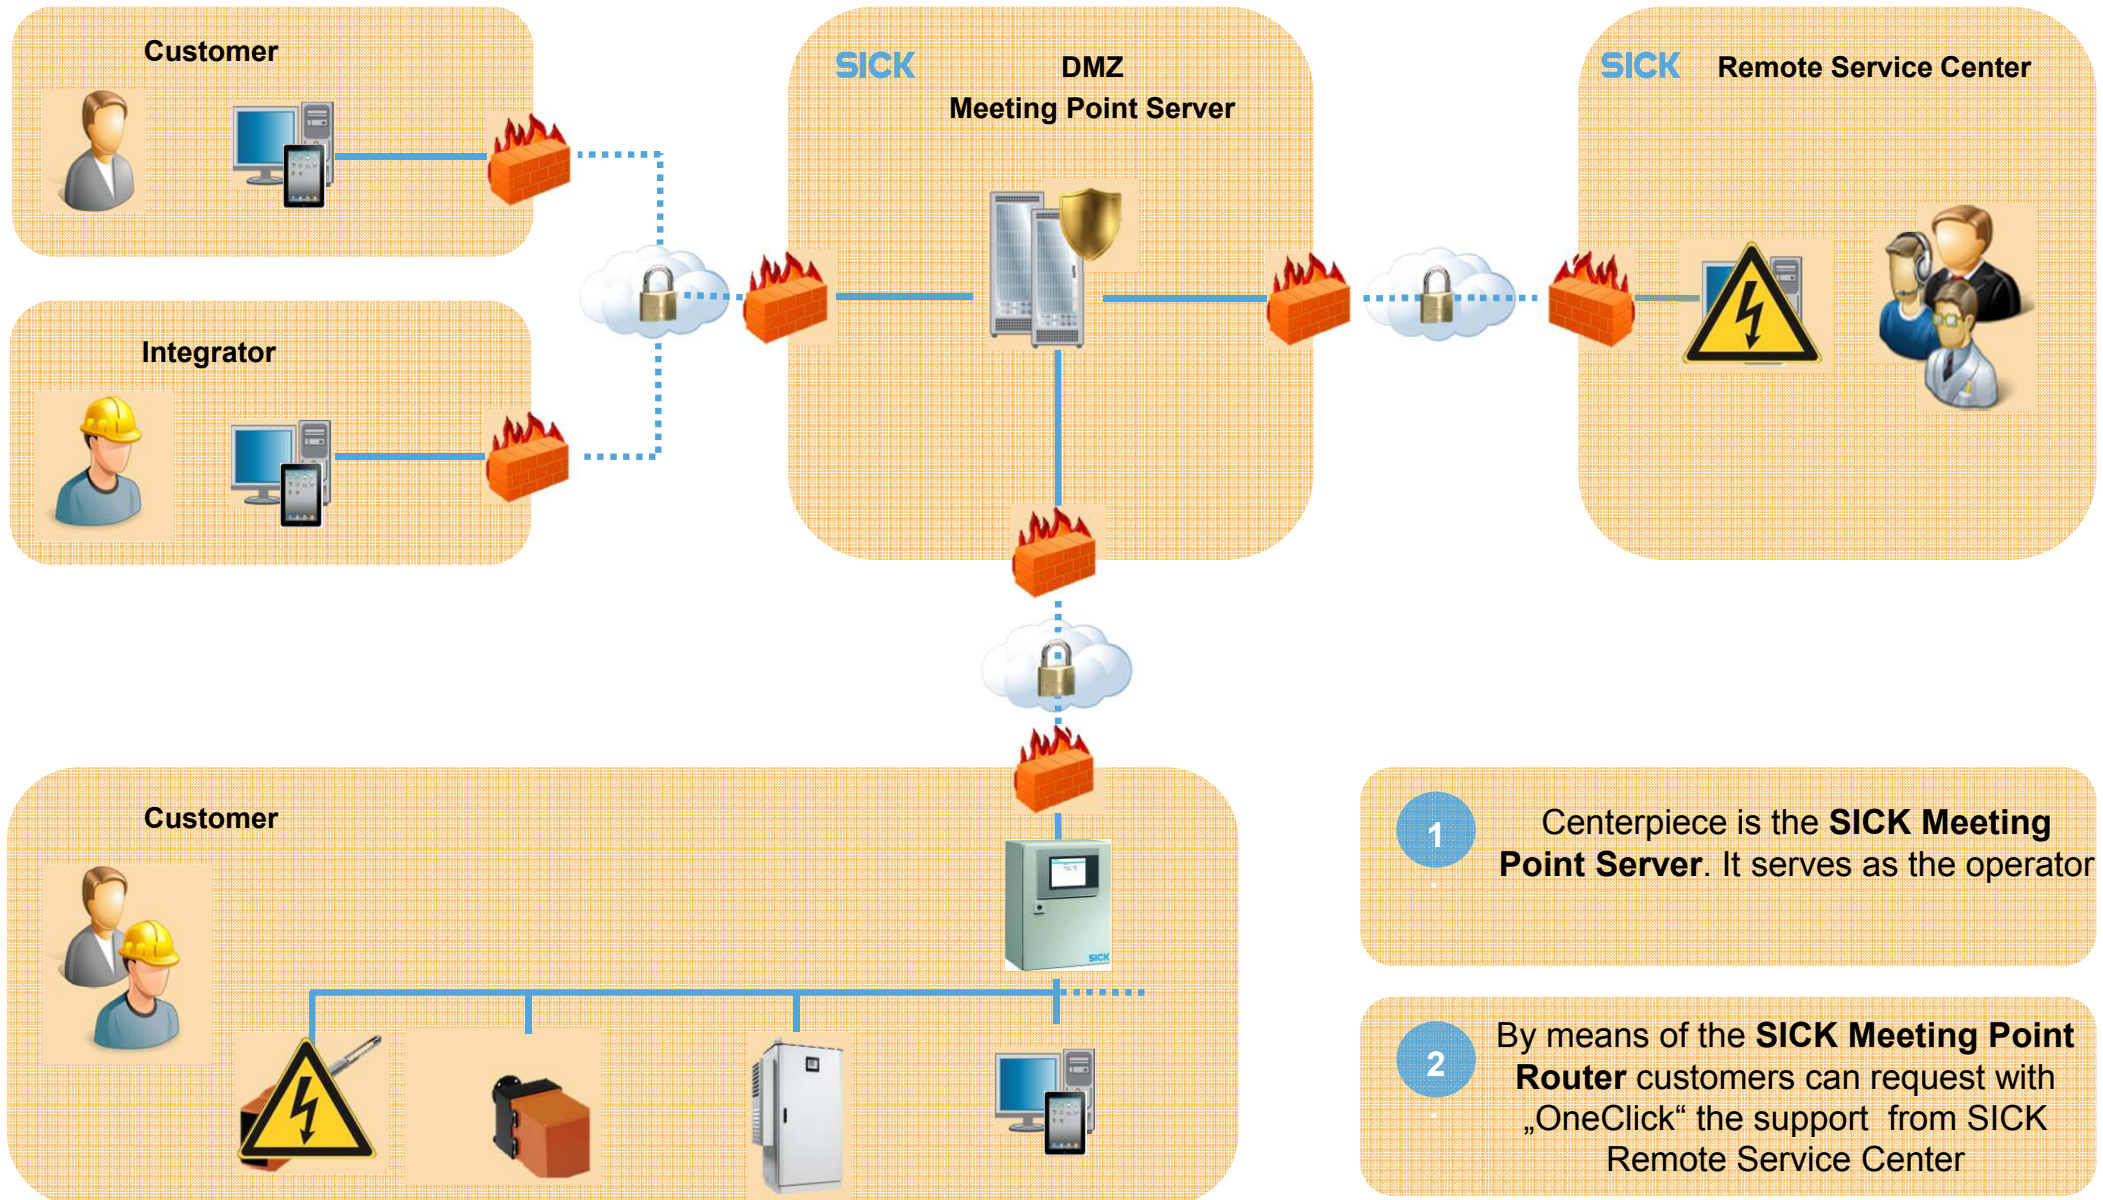 Customer
SICK
DMZ
Meeting Point Server
SICK
Remote Service Center
Integrator
Customer
SICK
1
Centerpiece is the SICK Meeting
Point Server. It serves as the operator
.
2
By means of the SICK Meeting Point
Router customers can request with
„OneClick“ the support from SICK
Remote Service Center
.